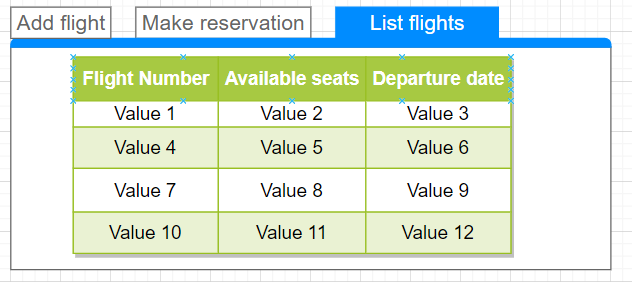 Add flight
Make reservation
List flights
Flight Number Available seats Departure date
Value 1 Value 2 Value 3
Value 4 Value 5 Value 6
Value 7 Value 8 Value 9
Value 10 Value 11 Value 12